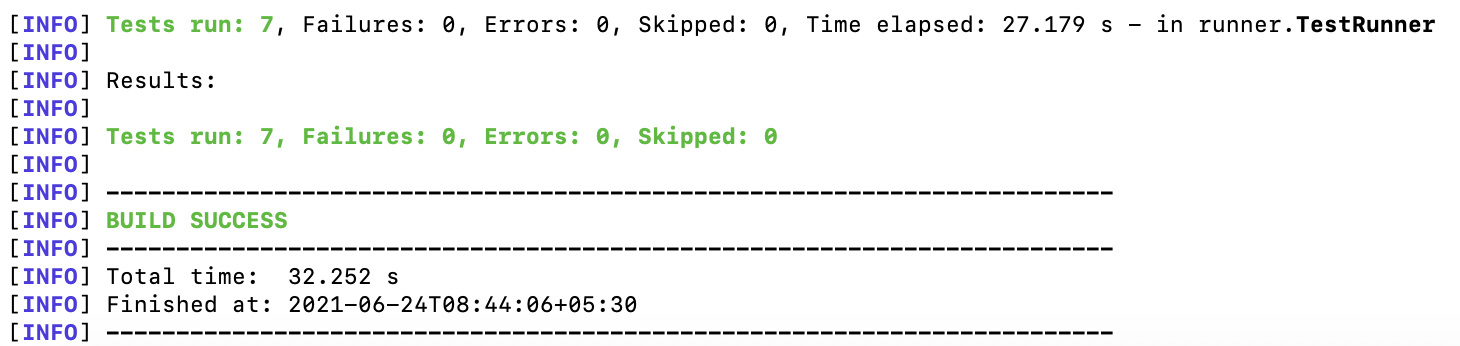 [INFO] Tests run: 7, Failures: 0, Errors: 0, Skipped: 0, Time elapsed: 27.179 s - in runner.TestRunner
[INFO]
[INFO] Results:
[INFO]
[INFO] Tests run: 7, Failures: 0, Errors: 0, Skipped: 0
[INFO]
[INFO] ------------------------------------------------------------------------
[INFO] BUILD SUCCESS
[INFO] ------------------------------------------------------------------------
[INFO] Total time:  32.252 s
[INFO] Finished at: 2021-06-24T08:44:06+05:30
[INFO] ------------------------------------------------------------------------